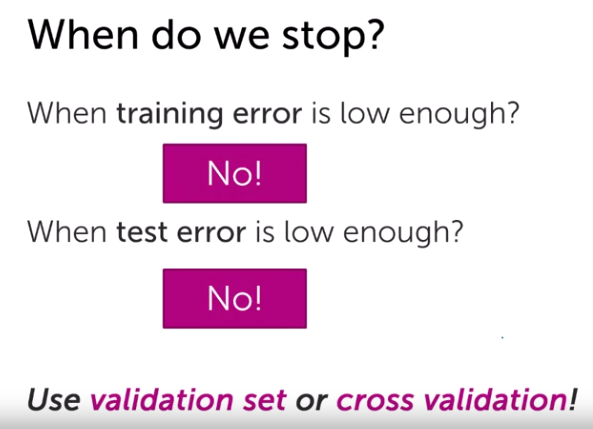 When do we stop?
When training error is low enough?
No!
When test error is low enough?
No!
Use validation set or cross validation!